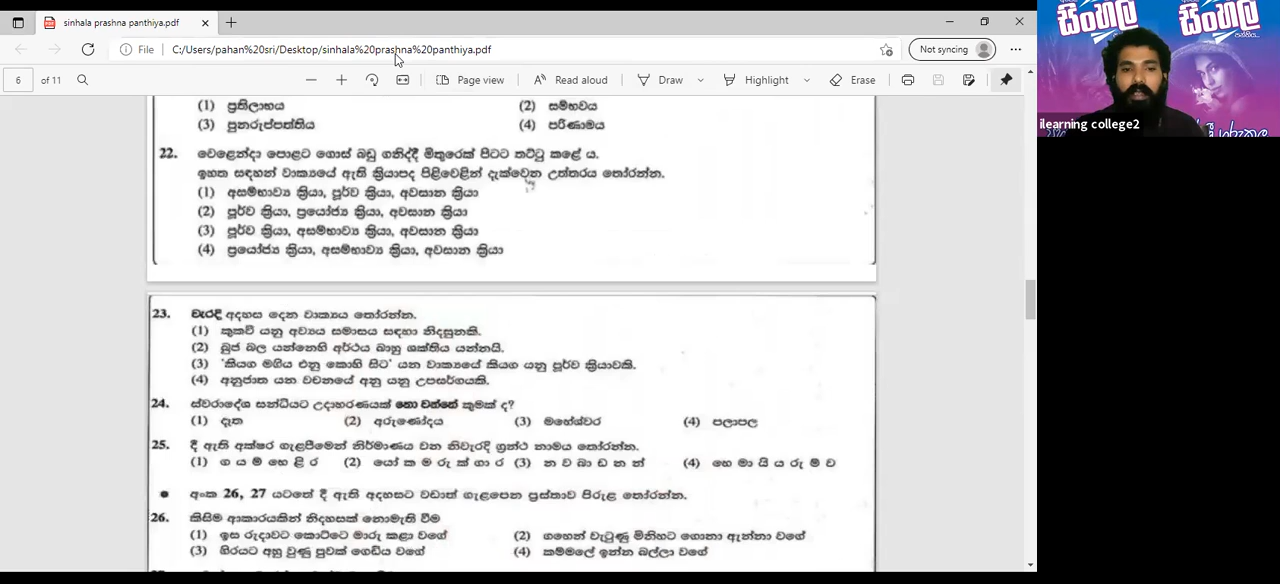 sinhala prashna panthiya.pdf
File
C:/Users/pahan%20sri/Desktop/sinhala%20prashna%20panthiya.pdf
Not syncing
6 of 11
Page view
Read aloud
Draw
Highlight
Erase
(1) ප්‍රතිලාභය (2) සම්භවය
(3) පුනරුප්පත්තිය (4) පරිණාමය
22. වෙළෙන්දා පොළට ගොස් බඩු ගනිද්දී මිතුරෙක් පිටට තට්ටු කළේ ය.
ඉහත සඳහන් වාක්‍යයේ ඇති ක්‍රියාපද පිළිවෙළින් දැක්වෙන උත්තරය තෝරන්න.
(1) අසම්භාව්‍ය ක්‍රියා, පූර්ව ක්‍රියා, අවසාන ක්‍රියා
(2) පූර්ව ක්‍රියා, ප්‍රයෝජ්‍ය ක්‍රියා, අවසාන ක්‍රියා
(3) පූර්ව ක්‍රියා, අසම්භාව්‍ය ක්‍රියා, අවසාන ක්‍රියා
(4) ප්‍රයෝජ්‍ය ක්‍රියා, අසම්භාව්‍ය ක්‍රියා, අවසාන ක්‍රියා
23. වැරදි අදහස දෙන වාක්‍යය තෝරන්න.
(1) කුකවි යනු අව්‍යය සමාසය සඳහා නිදසුනකි.
(2) බුජ බල යන්නෙහි අර්ථය බාහු ශක්තිය යන්නයි.
(3) 'කියග මගිය එනු කොහි සිට' යන වාක්‍යයේ කියග යනු පූර්ව ක්‍රියාවකි.
(4) අනුජාත යන වචනයේ අනු යනු උපසර්ගයකි.
24. ස්වරාදේශ සන්ධියට උදාහරණයක් නො වන්නේ කුමක් ද?
(1) දෑත (2) අරුණෝදය (3) මහේශ්වර (4) පලාපල
25. දී ඇති අක්ෂර ගැළපීමෙන් නිර්මාණය වන නිවැරදි ග්‍රන්ථ නාමය තෝරන්න.
(1) ග ය ම් හෙ ළි ර (2) යෝ ක ම රු ක් ගා ර (3) න ව බා ඩ න න් (4) හෙ මා යි ය රු ම් ව
● අංක 26, 27 යටතේ දී ඇති අදහසට වඩාත් ගැළපෙන ප්‍රස්තාව පිරුළ තෝරන්න.
26. කිසිම ආකාරයකින් නිදහසක් නොමැති වීම
(1) ඉස රුදාවට කොට්ටෙ මාරු කළා වගේ (2) ගහෙන් වැටුණු මිනිහට ගොනා ඇන්නා වගේ
(3) ගිරයට අහු වුණු පුවක් ගෙඩිය වගේ (4) කම්මලේ ඉන්න බල්ලා වගේ
සිංහල
සිංහල
ilearning college2